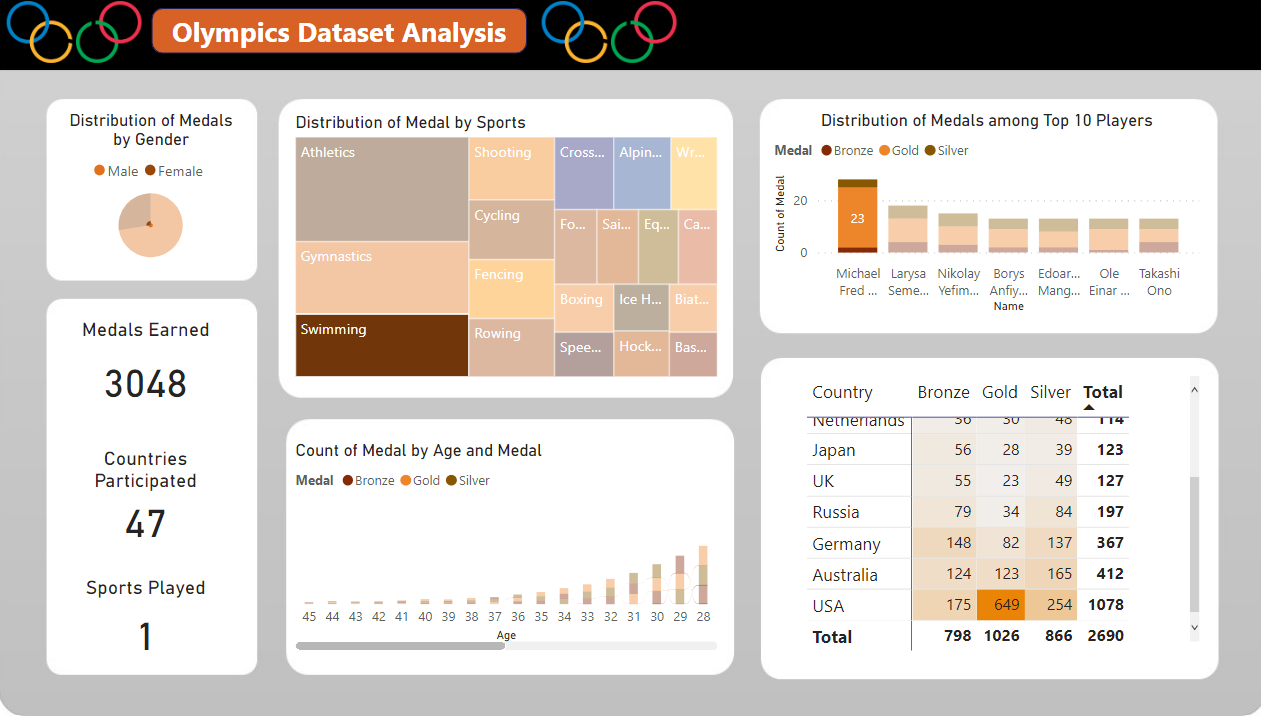 Olympics Dataset Analysis
Distribution of Medals
by Gender
Male Female
Medals Earned
3048
Countries
Participated
47
Sports Played
1
Distribution of Medal by Sports
Athletics
Gymnastics
Swimming
Shooting
Cycling
Fencing
Rowing
Cross... Alpin... Wr...
Fo... Sai... Eq... Ca...
Boxing Ice H... Biat...
Spee... Hock... Bas...
Count of Medal by Age and Medal
Medal Bronze Gold Silver
45 44 43 42 41 40 39 38 37 36 35 34 33 32 31 30 29 28
Age
Distribution of Medals among Top 10 Players
Medal Bronze Gold Silver
Count of Medal
20
0
23
Michael Larysa Nikolay Borys Edoar... Ole Takashi
Fred ... Seme... Yefim... Anfiy... Mang... Einar ... Ono
Name
Country Bronze Gold Silver Total
Netherlands 36 30 48 114
Japan 56 28 39 123
UK 55 23 49 127
Russia 79 34 84 197
Germany 148 82 137 367
Australia 124 123 165 412
USA 175 649 254 1078
Total 798 1026 866 2690